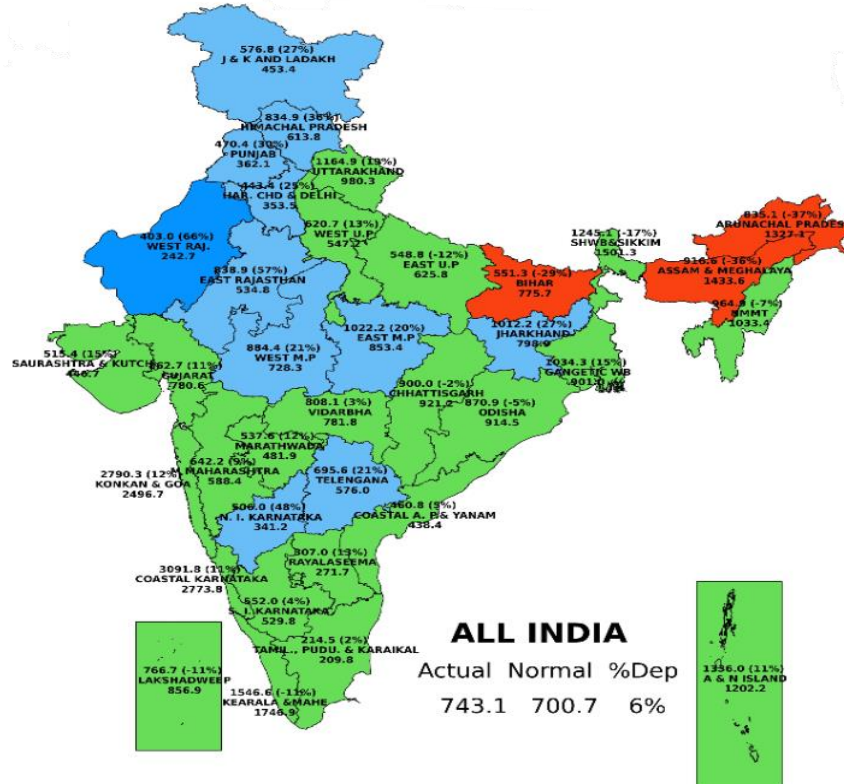 576.8 (27%)
J & K AND LADAKH
453.4
834.9 (36%)
HIMACHAL PRADESH
613.8
470.4 (30%)
PUNJAB
362.1
1164.9 (19%)
UTTARAKHAND
980.3
443.4 (25%)
HAR. CHD & DELHI
353.5
403.0 (66%)
WEST RAJ.
242.7
620.7 (13%)
WEST U.P
547.2
548.8 (-12%)
EAST U.P
625.8
1245.1 (-17%)
SHWB&SIKKIM
1501.3
835.1 (-37%)
ARUNACHAL PRADES
1327.1
916.6 (-36%)
ASSAM & MEGHALAYA
1433.6
551.3 (-29%)
BIHAR
775.7
964.9 (-7%)
NMMT
1033.4
838.9 (57%)
EAST RAJASTHAN
534.8
1022.2 (20%)
EAST M.P
853.4
1012.2 (27%)
JHARKHAND
798.9
884.4 (21%)
WEST M.P
728.3
515.4 (15%)
SAURASHTRA & KUTCH
446.7
862.7 (11%)
GUJARAT
780.6
1034.3 (15%)
GANGETIC WB
901.0
900.0 (-2%)
CHHATTISGARH
921.2
870.9 (-5%)
ODISHA
914.5
808.1 (3%)
VIDARBHA
781.8
537.6 (12%)
MARATHWADA
481.9
642.2 (9%)
M MAHARASHTRA
588.4
2790.3 (12%)
KONKAN & GOA
2496.7
695.6 (21%)
TELENGANA
576.0
506.0 (48%)
N. I. KARNATAKA
341.2
460.8 (5%)
COASTAL A. P.& YANAM
438.4
307.0 (13%)
RAYALASEEMA
271.7
3091.8 (11%)
COASTAL KARNATAKA
2773.8
552.0 (4%)
S. I. KARNATAKA
529.8
214.5 (2%)
TAMIL., PUDU. & KARAIKAL
209.8
766.7 (-11%)
LAKSHADWEEP
856.9
1546.6 (-11%)
KEARALA &MAHE
1746.9
1336.0 (11%)
A & N ISLAND
1202.2
ALL INDIA
Actual Normal %Dep
743.1 700.7 6%